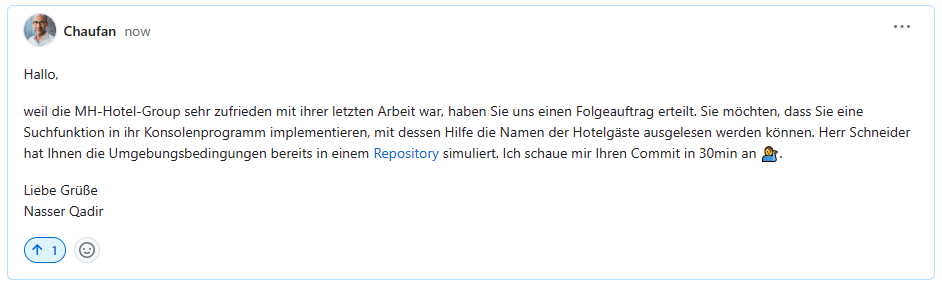 Chaufan now
Hallo,
weil die MH-Hotel-Group sehr zufrieden mit ihrer letzten Arbeit war, haben Sie uns einen Folgeauftrag erteilt. Sie möchten, dass Sie eine
Suchfunktion in ihr Konsolenprogramm implementieren, mit dessen Hilfe die Namen der Hotelgäste ausgelesen werden können. Herr Schneider
hat Ihnen die Umgebungsbedingungen bereits in einem Repository simuliert. Ich schaue mir Ihren Commit in 30min an 💇.
Liebe Grüße
Nasser Qadir
1